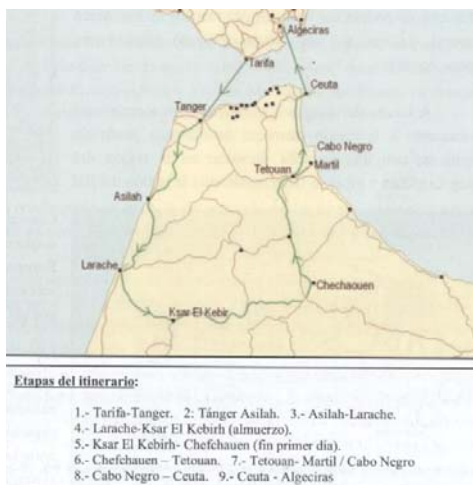 Algeciras
Tarifa
Ceuta
Tanger
Cabo Negro
Martil
Tetouan
Asilah
Larache
Chechaouen
Ksar El Kebir
Etapas del itinerario:
1.- Tarifa-Tanger. 2: Tánger Asilah. 3.- Asilah-Larache.
4.- Larache-Ksar El Kebirh (almuerzo).
5.- Ksar El Kebirh- Chefchauen (fin primer día).
6.- Chefchauen – Tetouan. 7.- Tetouan- Martil / Cabo Negro
8.- Cabo Negro – Ceuta. 9.- Ceuta - Algeciras